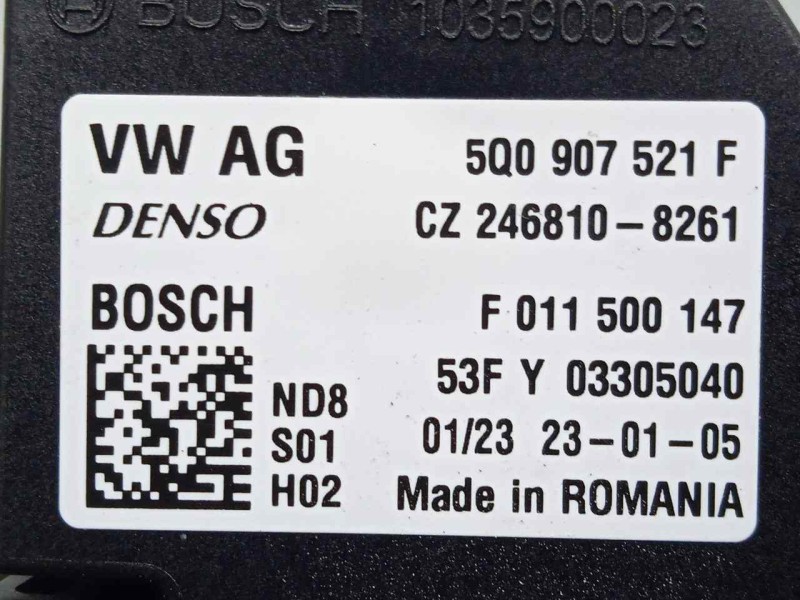 BOSCH 1035900023
VW AG 5Q0 907 521 F
DENSO CZ 246810-8261
BOSCH F 011 500 147
53F Y 03305040
ND8
S01 01/23 23-01-05
H02 Made in ROMANIA